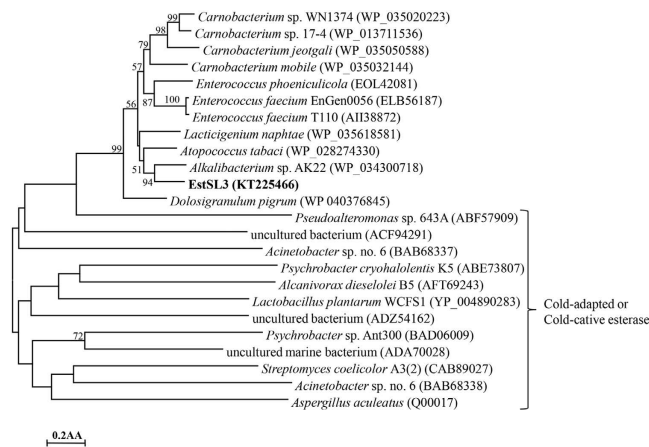 99
Carnobacterium sp. WN1374 (WP_035020223)
98
Carnobacterium sp. 17-4 (WP_013711536)
79
Carnobacterium jeotgali (WP_035050588)
57
Carnobacterium mobile (WP_035032144)
Enterococcus phoeniculicola (EOL42081)
87
100
Enterococcus faecium EnGen0056 (ELB56187)
56
Enterococcus faecium T110 (AII38872)
Lacticigenium naphtae (WP_035618581)
99
Atopococcus tabaci (WP_028274330)
51
Alkalibacterium sp. AK22 (WP_034300718)
94
EstSL3 (KT225466)
Dolosigranulum pigrum (WP 040376845)
Pseudoalteromonas sp. 643A (ABF57909)
uncultured bacterium (ACF94291)
Acinetobacter sp. no. 6 (BAB68337)
Psychrobacter cryohalolentis K5 (ABE73807)
Alcanivorax dieselolei B5 (AFT69243)
Lactobacillus plantarum WCFS1 (YP_004890283)
Cold-adapted or
Cold-cative esterase
uncultured bacterium (ADZ54162)
72
Psychrobacter sp. Ant300 (BAD06009)
uncultured marine bacterium (ADA70028)
Streptomyces coelicolor A3(2) (CAB89027)
Acinetobacter sp. no. 6 (BAB68338)
Aspergillus aculeatus (Q00017)
0.2AA